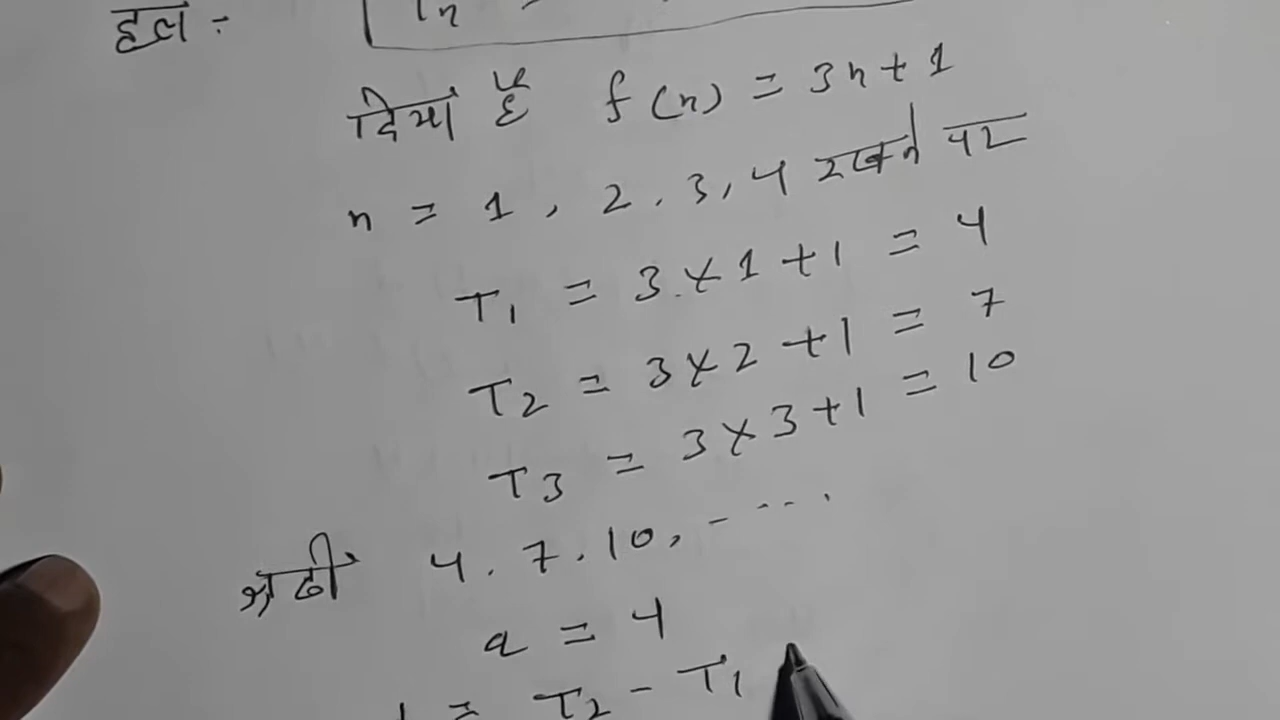 हल :-
Tn
दिया है f(n) = 3n + 1
n = 1, 2, 3, 4 रखने पर
T1 = 3 × 1 + 1 = 4
T2 = 3 × 2 + 1 = 7
T3 = 3 × 3 + 1 = 10
श्रेढी 4, 7, 10, - - - - -
a = 4
= T2 - T1